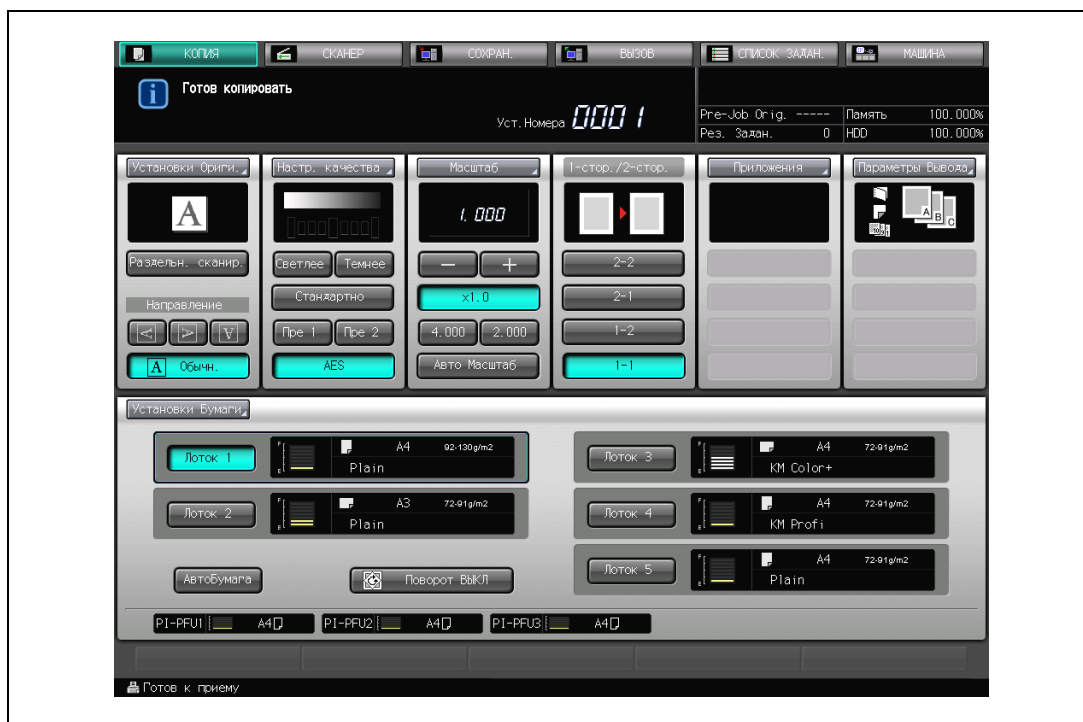 КОПИЯ СКАНЕР СОХРАН. ВЫЗОВ СПИСОК ЗАДАН. МАШИНА
Готов копировать
Уст.Номера 0001
Pre-Job Orig. ----- Память 100.000%
Рез. Задан. 0 HDD 100.000%
Установки Ориги. Настр. качества Масштаб 1-стор./2-стор. Приложения Параметры Вывода
A 1.000 A B C
Раздельн. сканир. Светлее Темнее — + 2-2
Направление Стандартно x1.0 2-1
A A A Пре 1 Пре 2 4.000 2.000 1-2
A Обычн. AES Авто Масштаб 1-1
Установки Бумаги
Лоток 1 F E A4 92-130g/m2 Plain
Лоток 3 F E A4 72-91g/m2 KM Color+
Лоток 2 F E A3 72-91g/m2 Plain
Лоток 4 F E A4 72-91g/m2 KM Profi
АвтоБумага Поворот ВЫКЛ
Лоток 5 F E A4 72-91g/m2 Plain
PI-PFU1 A4 PI-PFU2 A4 PI-PFU3 A4
Готов к приему